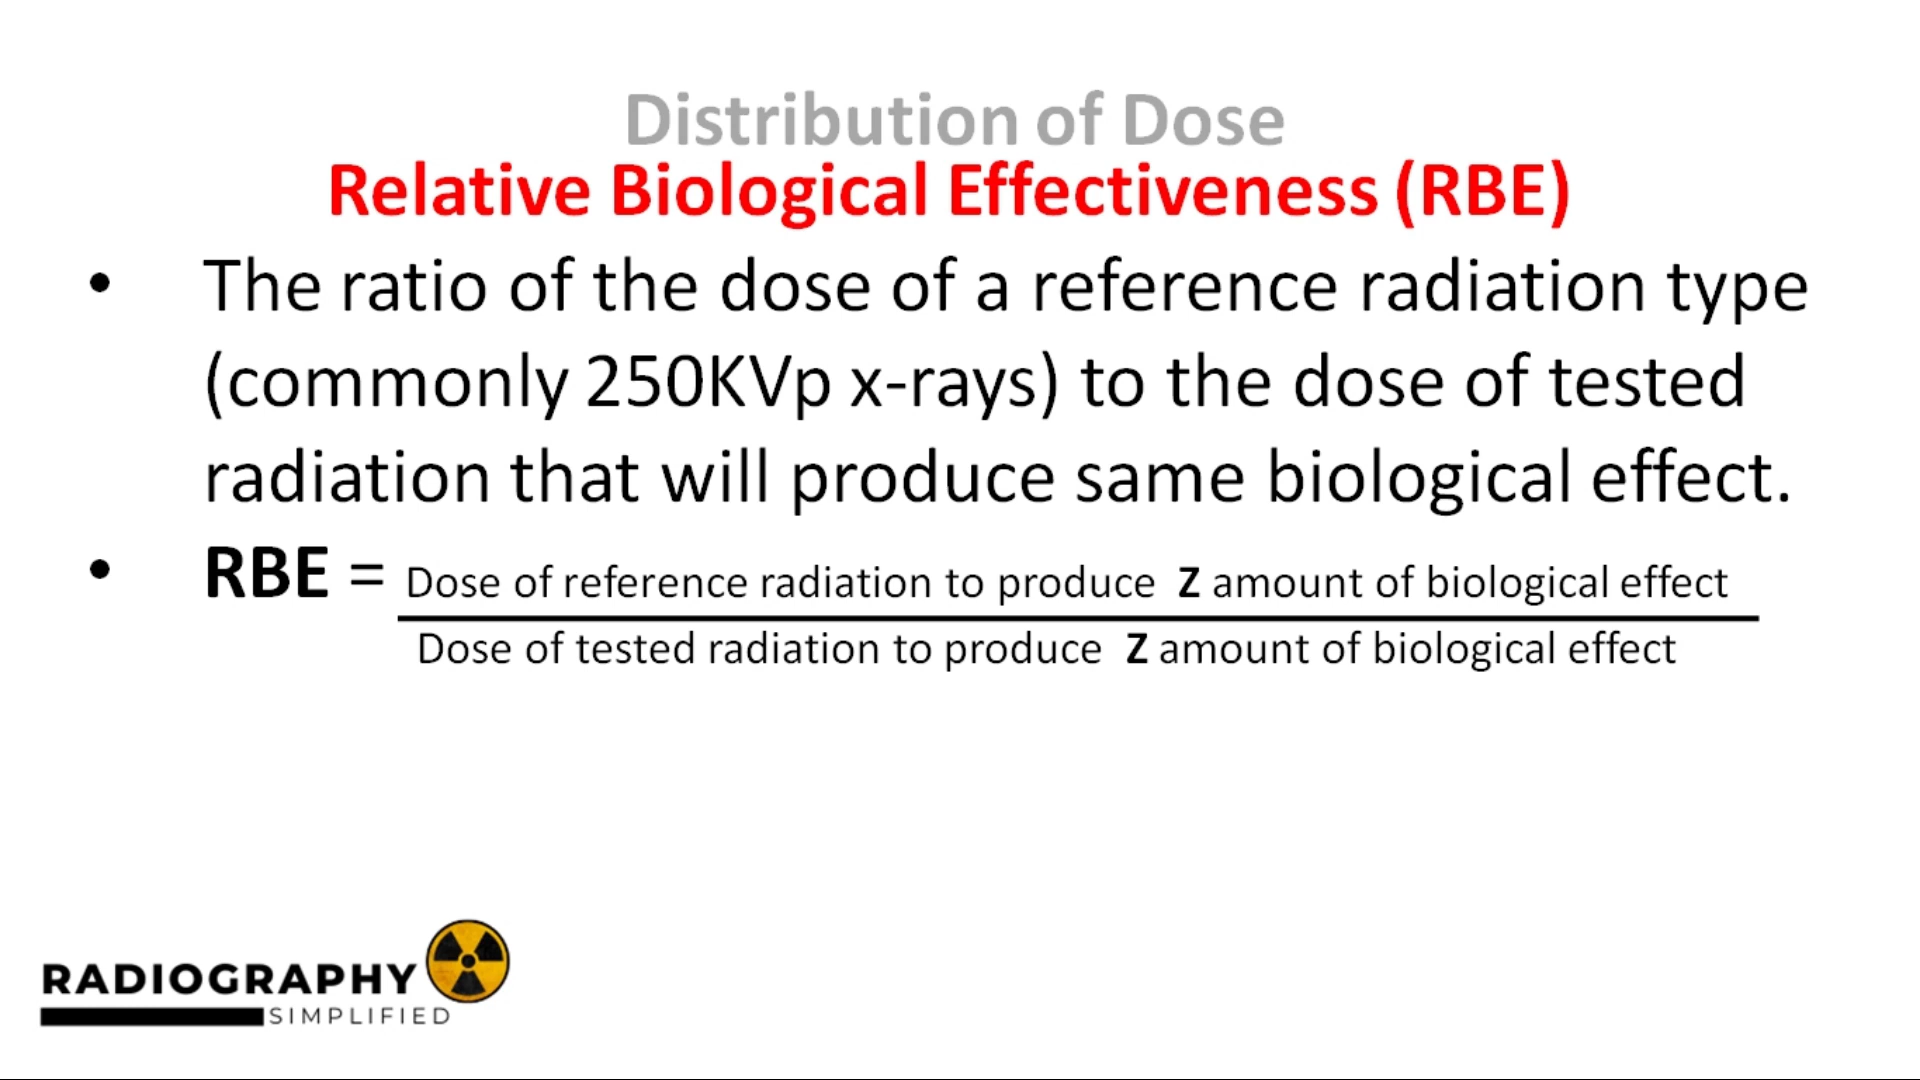 Distribution of Dose
Relative Biological Effectiveness (RBE)
• The ratio of the dose of a reference radiation type
(commonly 250KVp x-rays) to the dose of tested
radiation that will produce same biological effect.
• RBE = Dose of reference radiation to produce Z amount of biological effect
Dose of tested radiation to produce Z amount of biological effect
RADIOGRAPHY
SIMPLIFIED